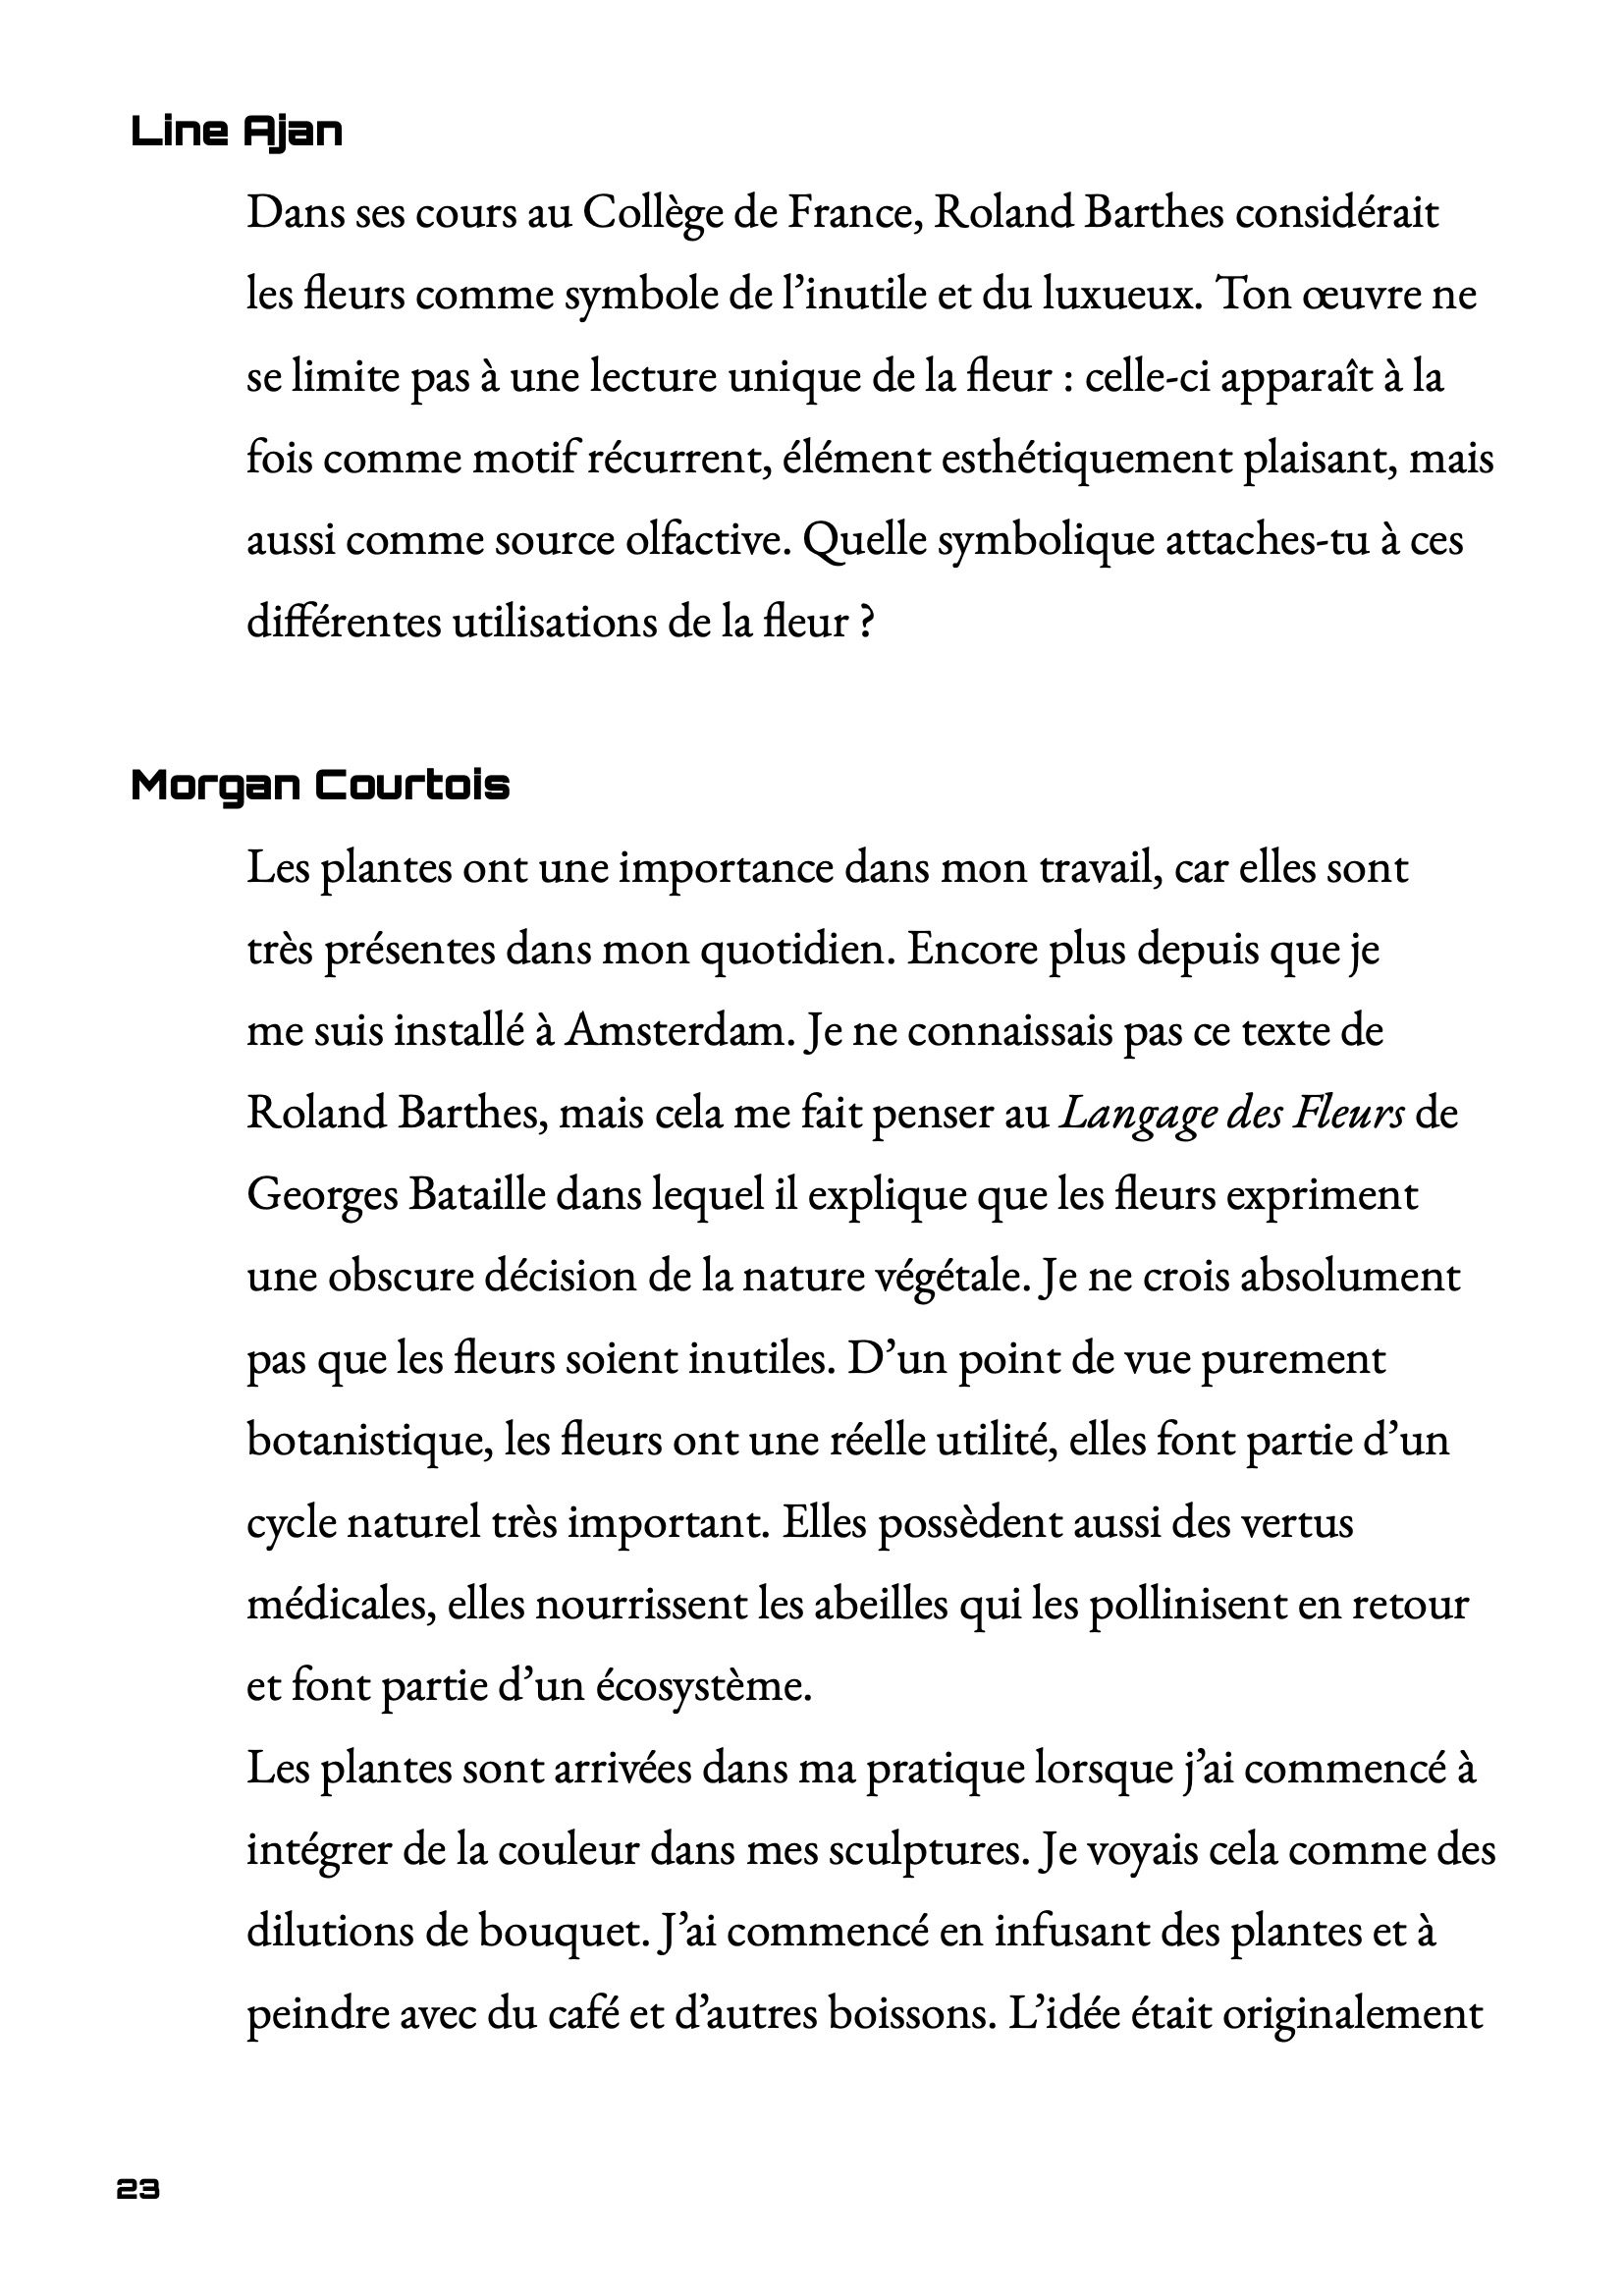 Line Ajan
Dans ses cours au Collège de France, Roland Barthes considérait
les fleurs comme symbole de l’inutile et du luxueux. Ton œuvre ne
se limite pas à une lecture unique de la fleur : celle-ci apparaît à la
fois comme motif récurrent, élément esthétiquement plaisant, mais
aussi comme source olfactive. Quelle symbolique attaches-tu à ces
différentes utilisations de la fleur ?
Morgan Courtois
Les plantes ont une importance dans mon travail, car elles sont
très présentes dans mon quotidien. Encore plus depuis que je
me suis installé à Amsterdam. Je ne connaissais pas ce texte de
Roland Barthes, mais cela me fait penser au Langage des Fleurs de
Georges Bataille dans lequel il explique que les fleurs expriment
une obscure décision de la nature végétale. Je ne crois absolument
pas que les fleurs soient inutiles. D’un point de vue purement
botanistique, les fleurs ont une réelle utilité, elles font partie d’un
cycle naturel très important. Elles possèdent aussi des vertus
médicales, elles nourrissent les abeilles qui les pollinisent en retour
et font partie d’un écosystème.
Les plantes sont arrivées dans ma pratique lorsque j’ai commencé à
intégrer de la couleur dans mes sculptures. Je voyais cela comme des
dilutions de bouquet. J’ai commencé en infusant des plantes et à
peindre avec du café et d’autres boissons. L’idée était originalement
23